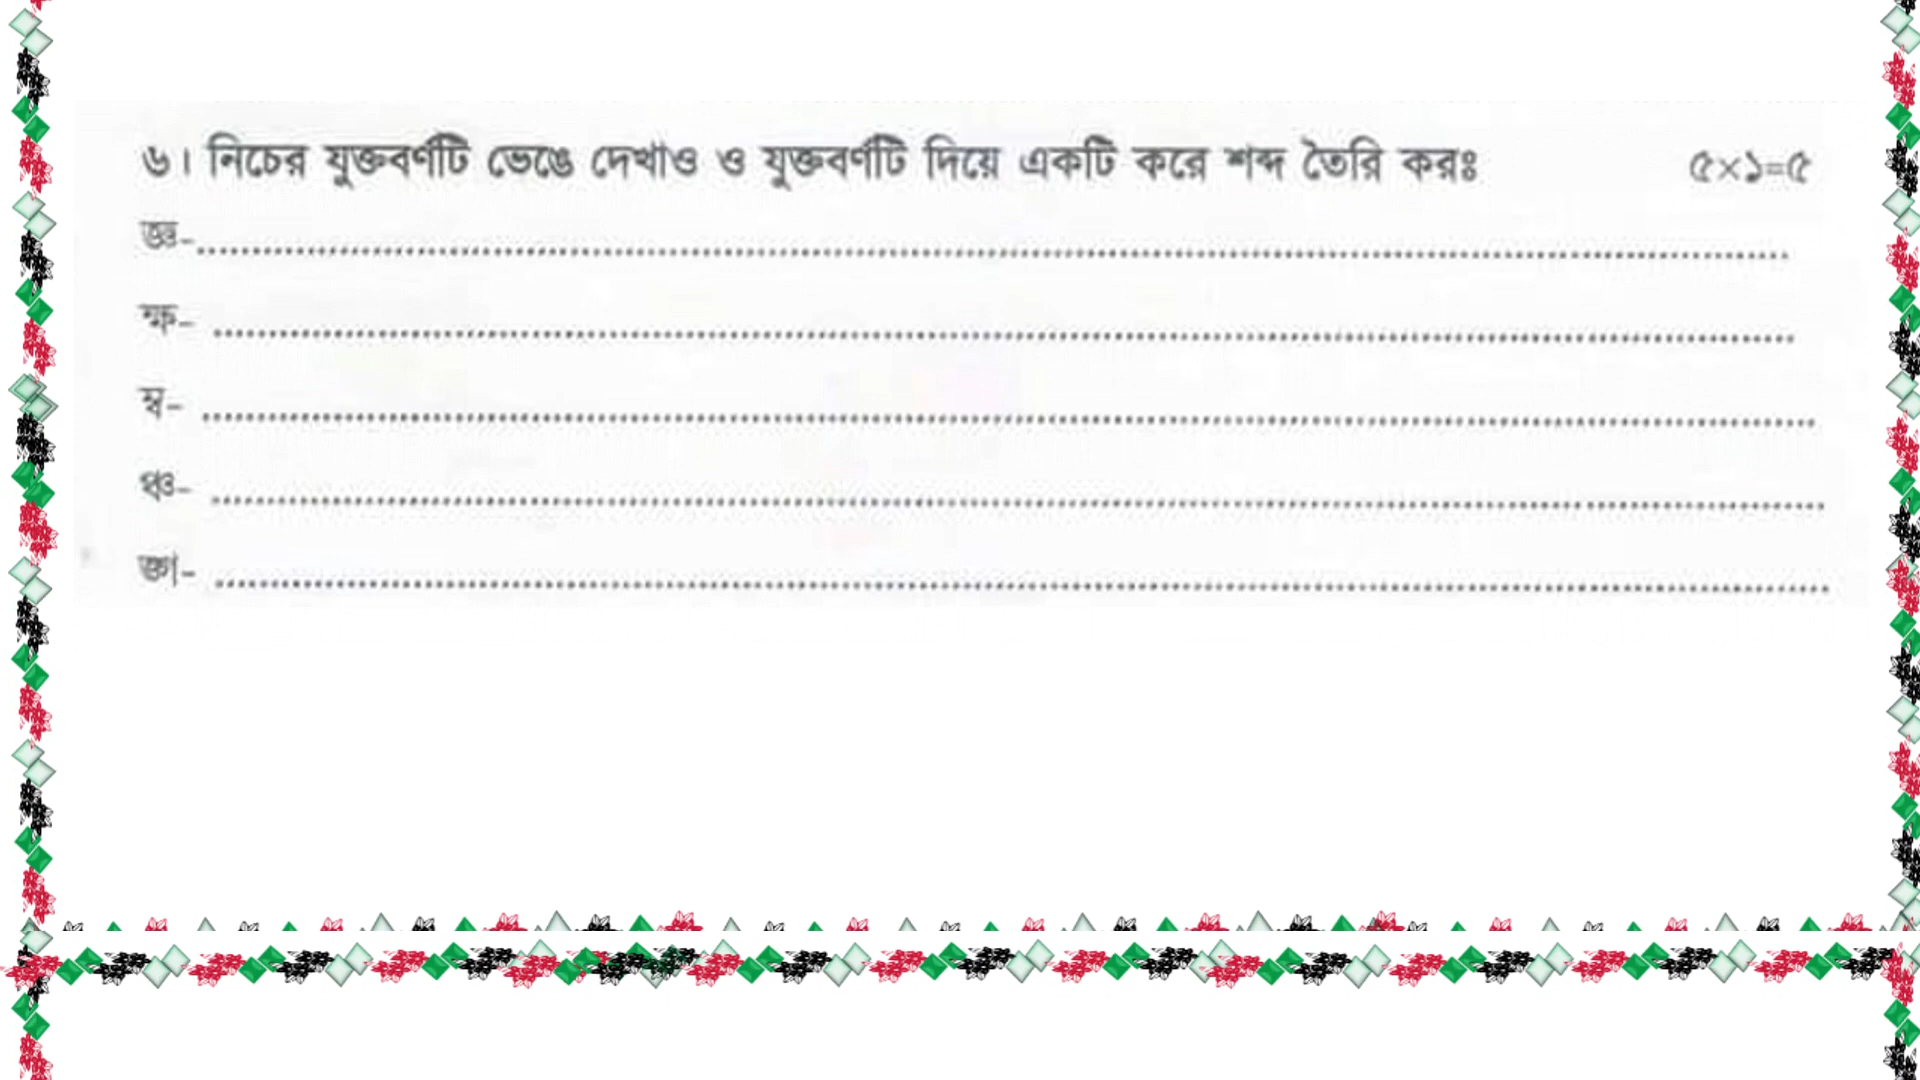 ৬। নিচের যুক্তবর্ণটি ভেঙে দেখাও ও যুক্তবর্ণটি দিয়ে একটি করে শব্দ তৈরি করঃ ৫×১=৫
জ্ঞ-
ক্ষ-
ম্ব-
ঞ্চ-